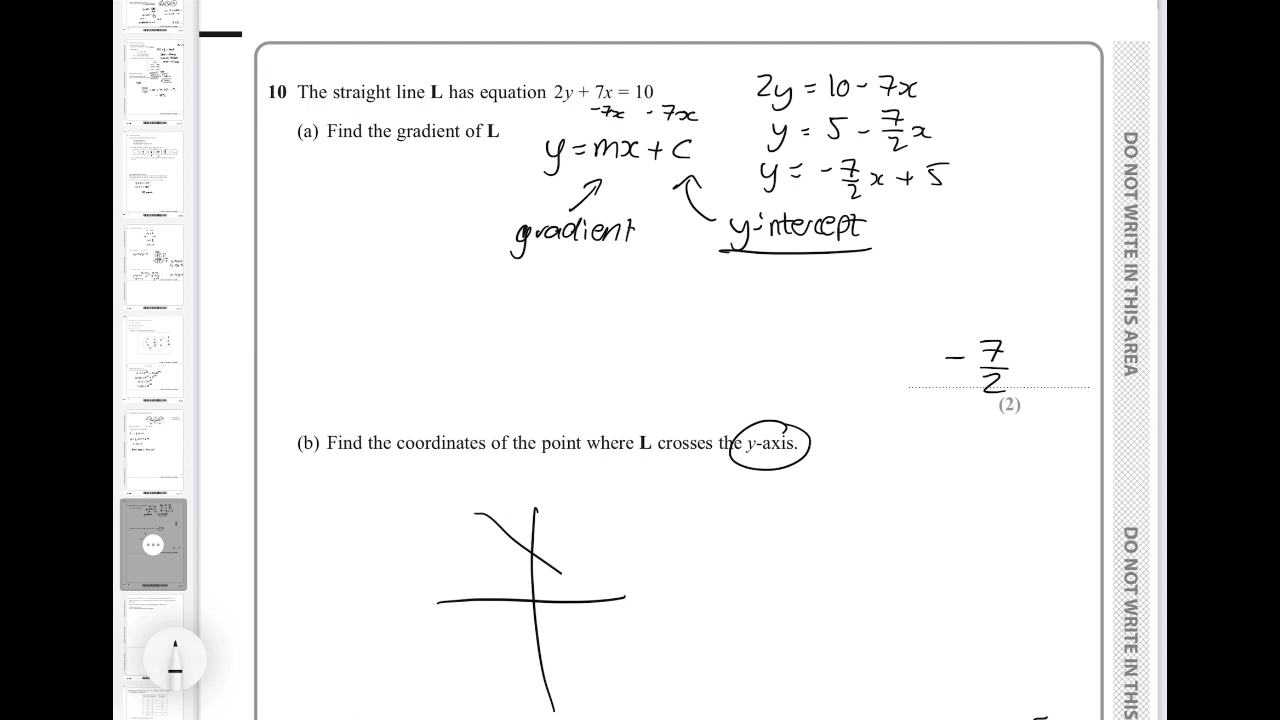 10 The straight line L has equation 2y + 7x = 10
-7x - 7x
(a) Find the gradient of L
y = mx + c
gradient
y-intercept
2y = 10 - 7x
y = 5 - 7/2 x
y = - 7/2 x + 5
- 7/2
(2)
(b) Find the coordinates of the point where L crosses the y-axis.
DO NOT WRITE IN THIS AREA
DO NOT WRITE IN THIS